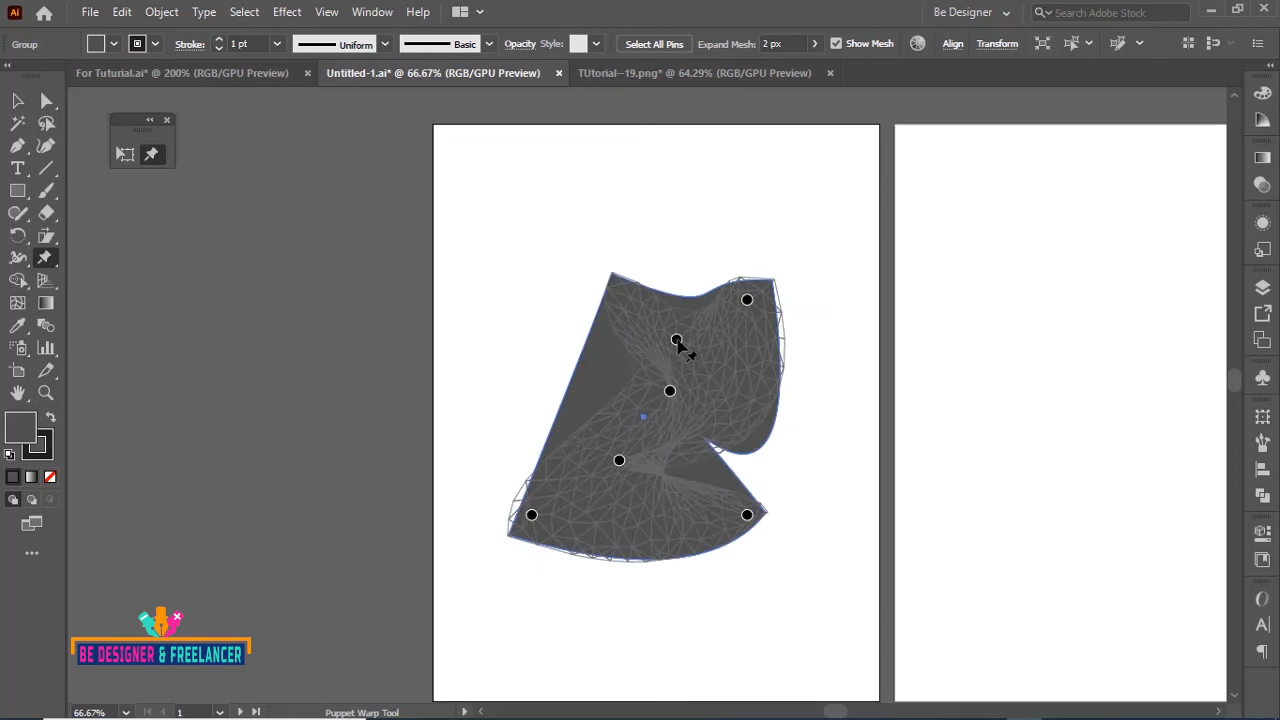 Ai File Edit Object Type Select Effect View Window Help Be Designer Search Adobe Stock
Group Stroke: 1 pt Uniform Basic Opacity Style: Select All Pins Expand Mesh: 2 px Show Mesh Align Transform
For Tuturial.ai* @ 200% (RGB/GPU Preview) Untitled-1.ai* @ 66.67% (RGB/GPU Preview) TUtorial--19.png* @ 64.29% (RGB/GPU Preview)
BE DESIGNER & FREELANCER
66.67% 1 Puppet Warp Tool